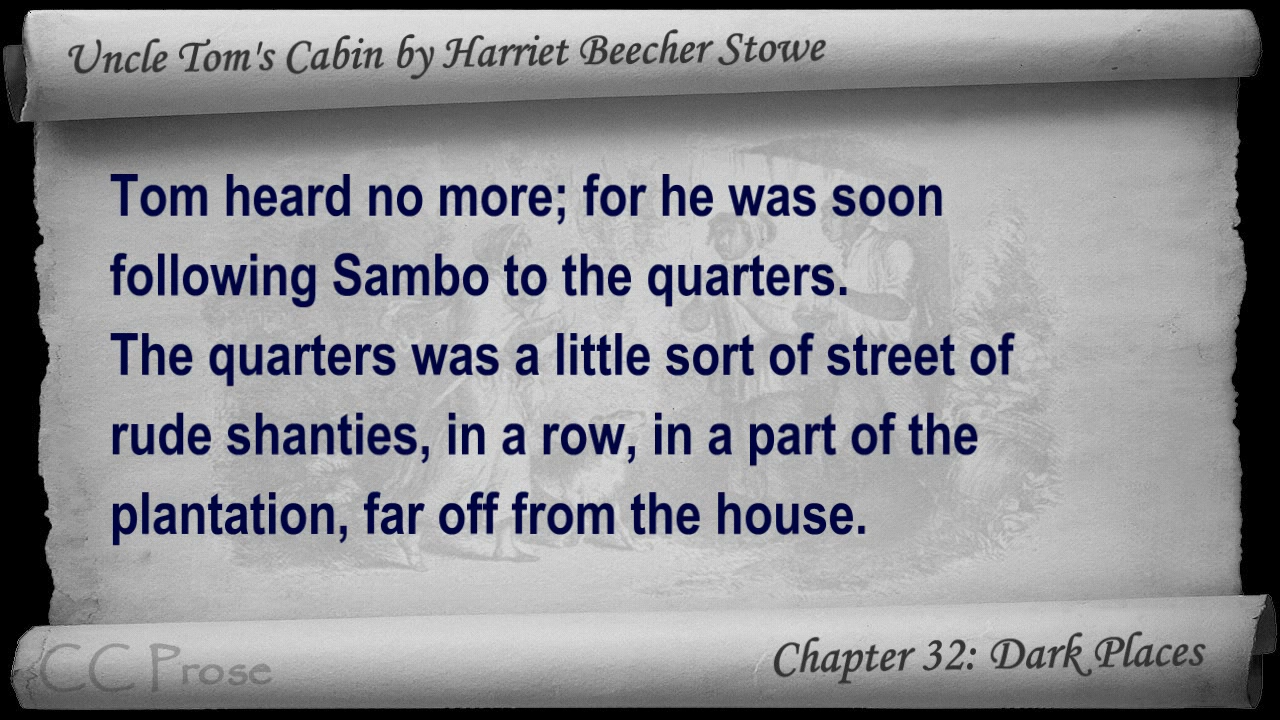 Uncle Tom's Cabin by Harriet Beecher Stowe
Tom heard no more; for he was soon
following Sambo to the quarters.
The quarters was a little sort of street of
rude shanties, in a row, in a part of the
plantation, far off from the house.
CC Prose
Chapter 32: Dark Places